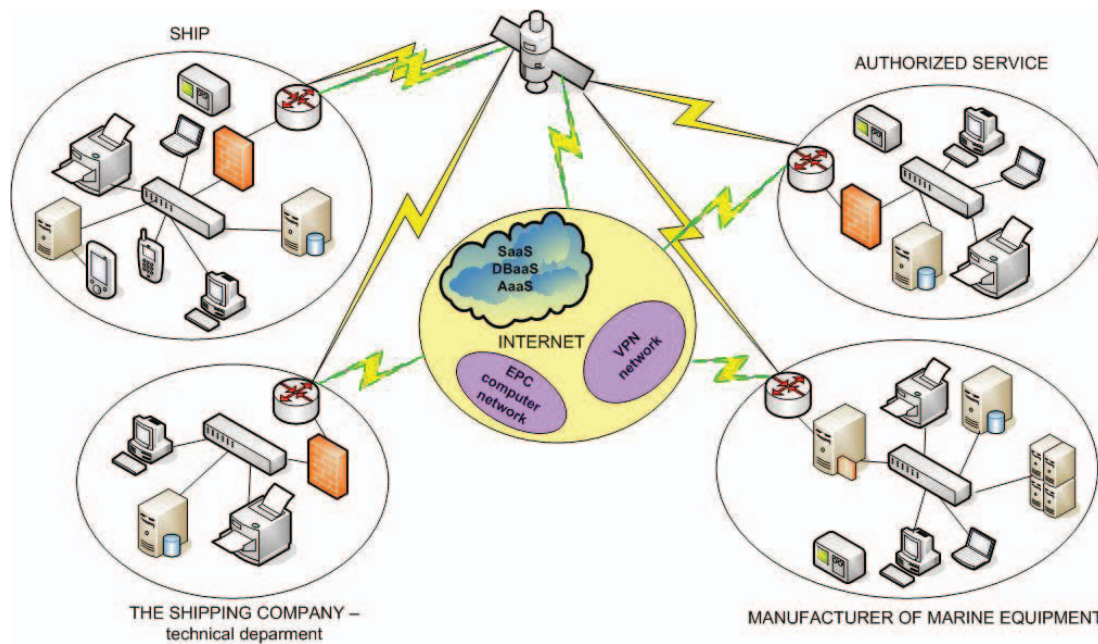 SHIP
AUTHORIZED SERVICE
SaaS
DBaaS
AaaS
INTERNET
VPN
network
EPC
computer
network
THE SHIPPING COMPANY –
technical deparment
MANUFACTURER OF MARINE EQUIPMENT